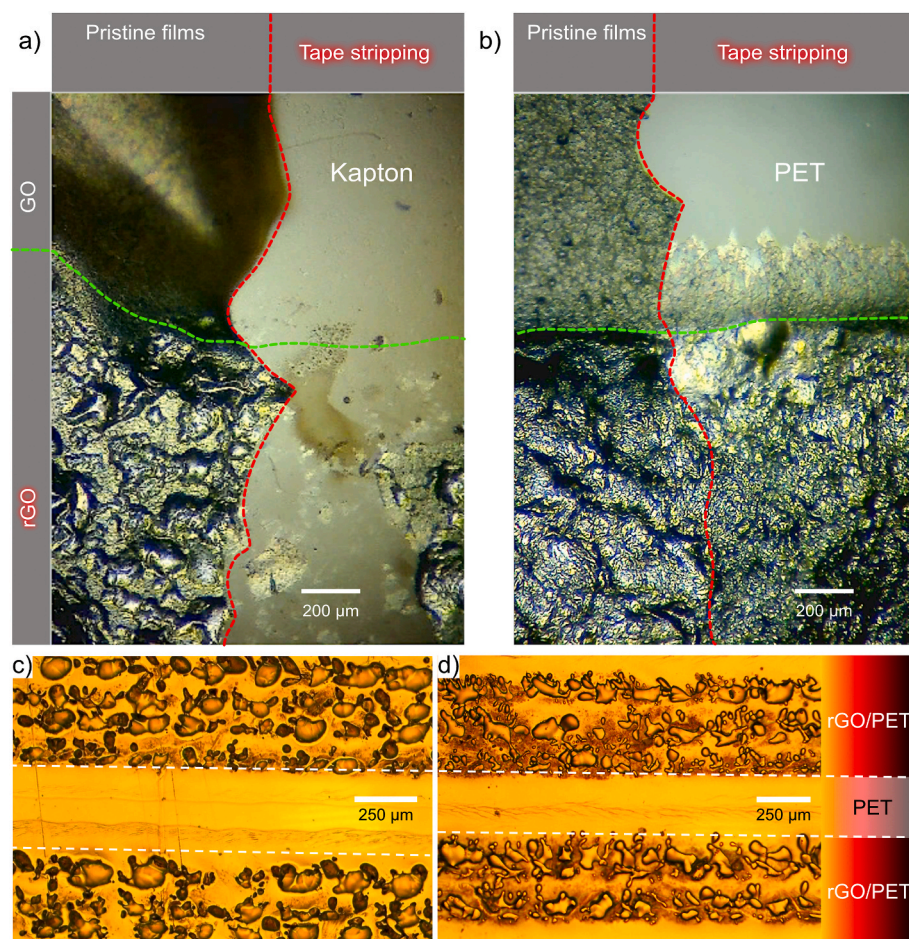 a)
Pristine films
Tape stripping
b)
Pristine films
Tape stripping
GO
rGO
Kapton
200 µm
PET
200 µm
c)
250 µm
d)
250 µm
rGO/PET
PET
rGO/PET